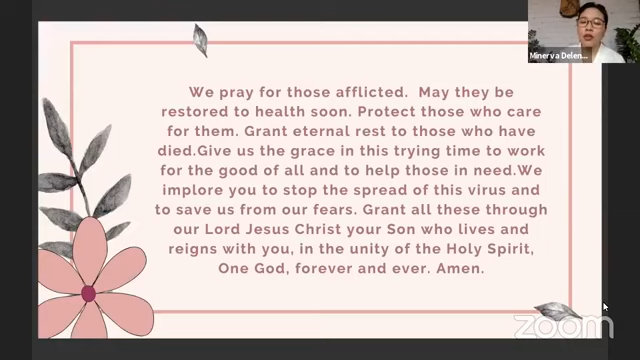 Minerva Delen...
We pray for those afflicted.  May they be
restored to health soon. Protect those who care
for them. Grant eternal rest to those who have
died.Give us the grace in this trying time to work
for the good of all and to help those in need.We
implore you to stop the spread of this virus and
to save us from our fears. Grant all these through
our Lord Jesus Christ your Son who lives and
reigns with you, in the unity of the Holy Spirit,
One God, forever and ever. Amen.
zoom